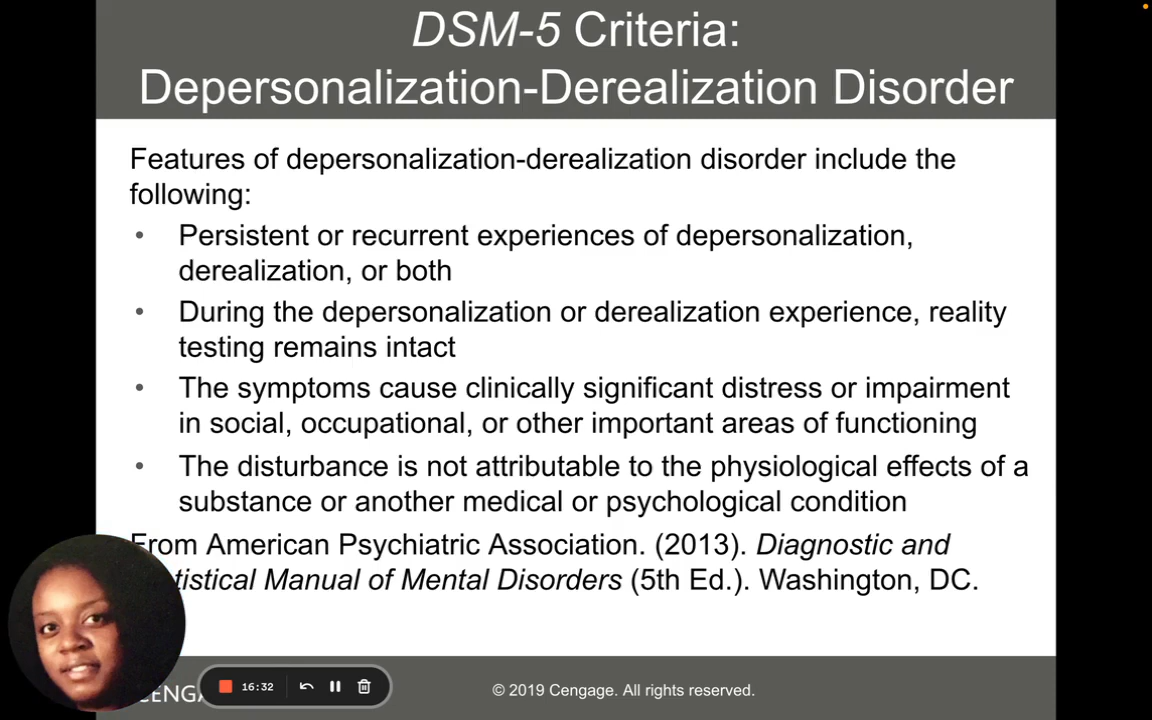 DSM-5 Criteria:
Depersonalization-Derealization Disorder
Features of depersonalization-derealization disorder include the
following:
• Persistent or recurrent experiences of depersonalization,
derealization, or both
• During the depersonalization or derealization experience, reality
testing remains intact
• The symptoms cause clinically significant distress or impairment
in social, occupational, or other important areas of functioning
• The disturbance is not attributable to the physiological effects of a
substance or another medical or psychological condition
From American Psychiatric Association. (2013). Diagnostic and
tistical Manual of Mental Disorders (5th Ed.). Washington, DC.
CENGA
16:32
© 2019 Cengage. All rights reserved.